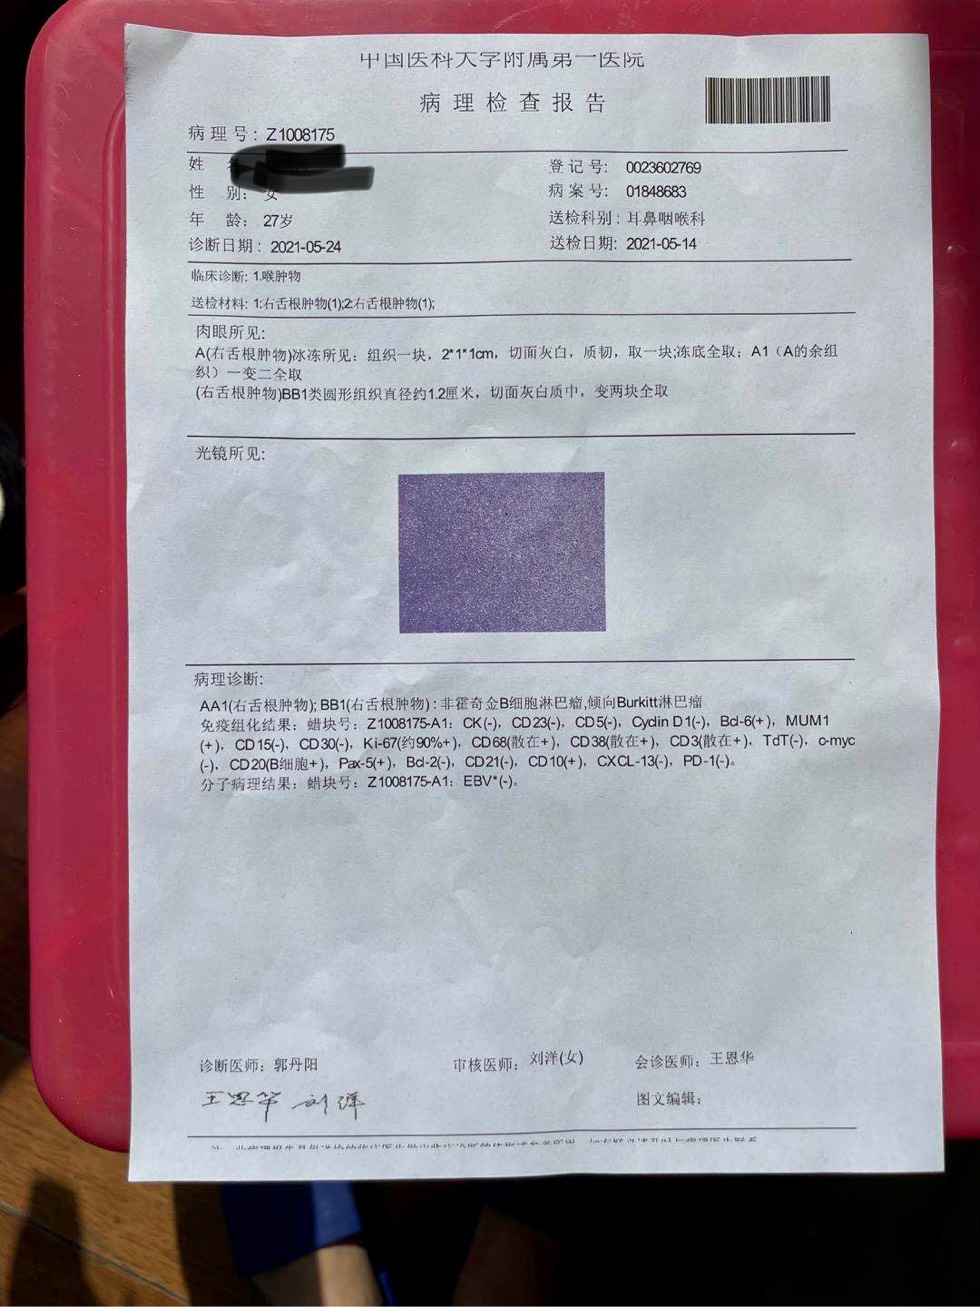 中国医科大学附属第一医院
病理检查报告
病理号: Z1008175
姓
登记号: 0023602769
性 别: 女
病案号: 01848683
年 龄: 27岁
送检科别: 耳鼻咽喉科
诊断日期: 2021-05-24
送检日期: 2021-05-14
临床诊断: 1.喉肿物
送检材料: 1:右舌根肿物(1);2:右舌根肿物(1);
肉眼所见:
A(右舌根肿物)冰冻所见: 组织一块, 2*1*1cm, 切面灰白, 质韧, 取一块;冻底全取; A1（A的余组
织）一变二全取
(右舌根肿物)BB1类圆形组织直径约1.2厘米, 切面灰白质中, 变两块全取
光镜所见:
病理诊断:
AA1(右舌根肿物); BB1(右舌根肿物) : 非霍奇金B细胞淋巴瘤,倾向Burkitt淋巴瘤
免疫组化结果: 蜡块号: Z1008175-A1: CK(-), CD23(-), CD5(-), Cyclin D1(-), Bcl-6(+), MUM1
(+), CD15(-), CD30(-), Ki-67(约90%+), CD68(散在+), CD38(散在+), CD3(散在+), TdT(-), c-myc
(-), CD20(B细胞+), Pax-5(+), Bcl-2(-), CD21(-), CD10(+), CXCL-13(-), PD-1(-)。
分子病理结果: 蜡块号: Z1008175-A1: EBV*(-)。
诊断医师: 郭丹阳
审核医师: 刘洋(女)
会诊医师: 王恩华
王恩华 刘洋
图文编辑: